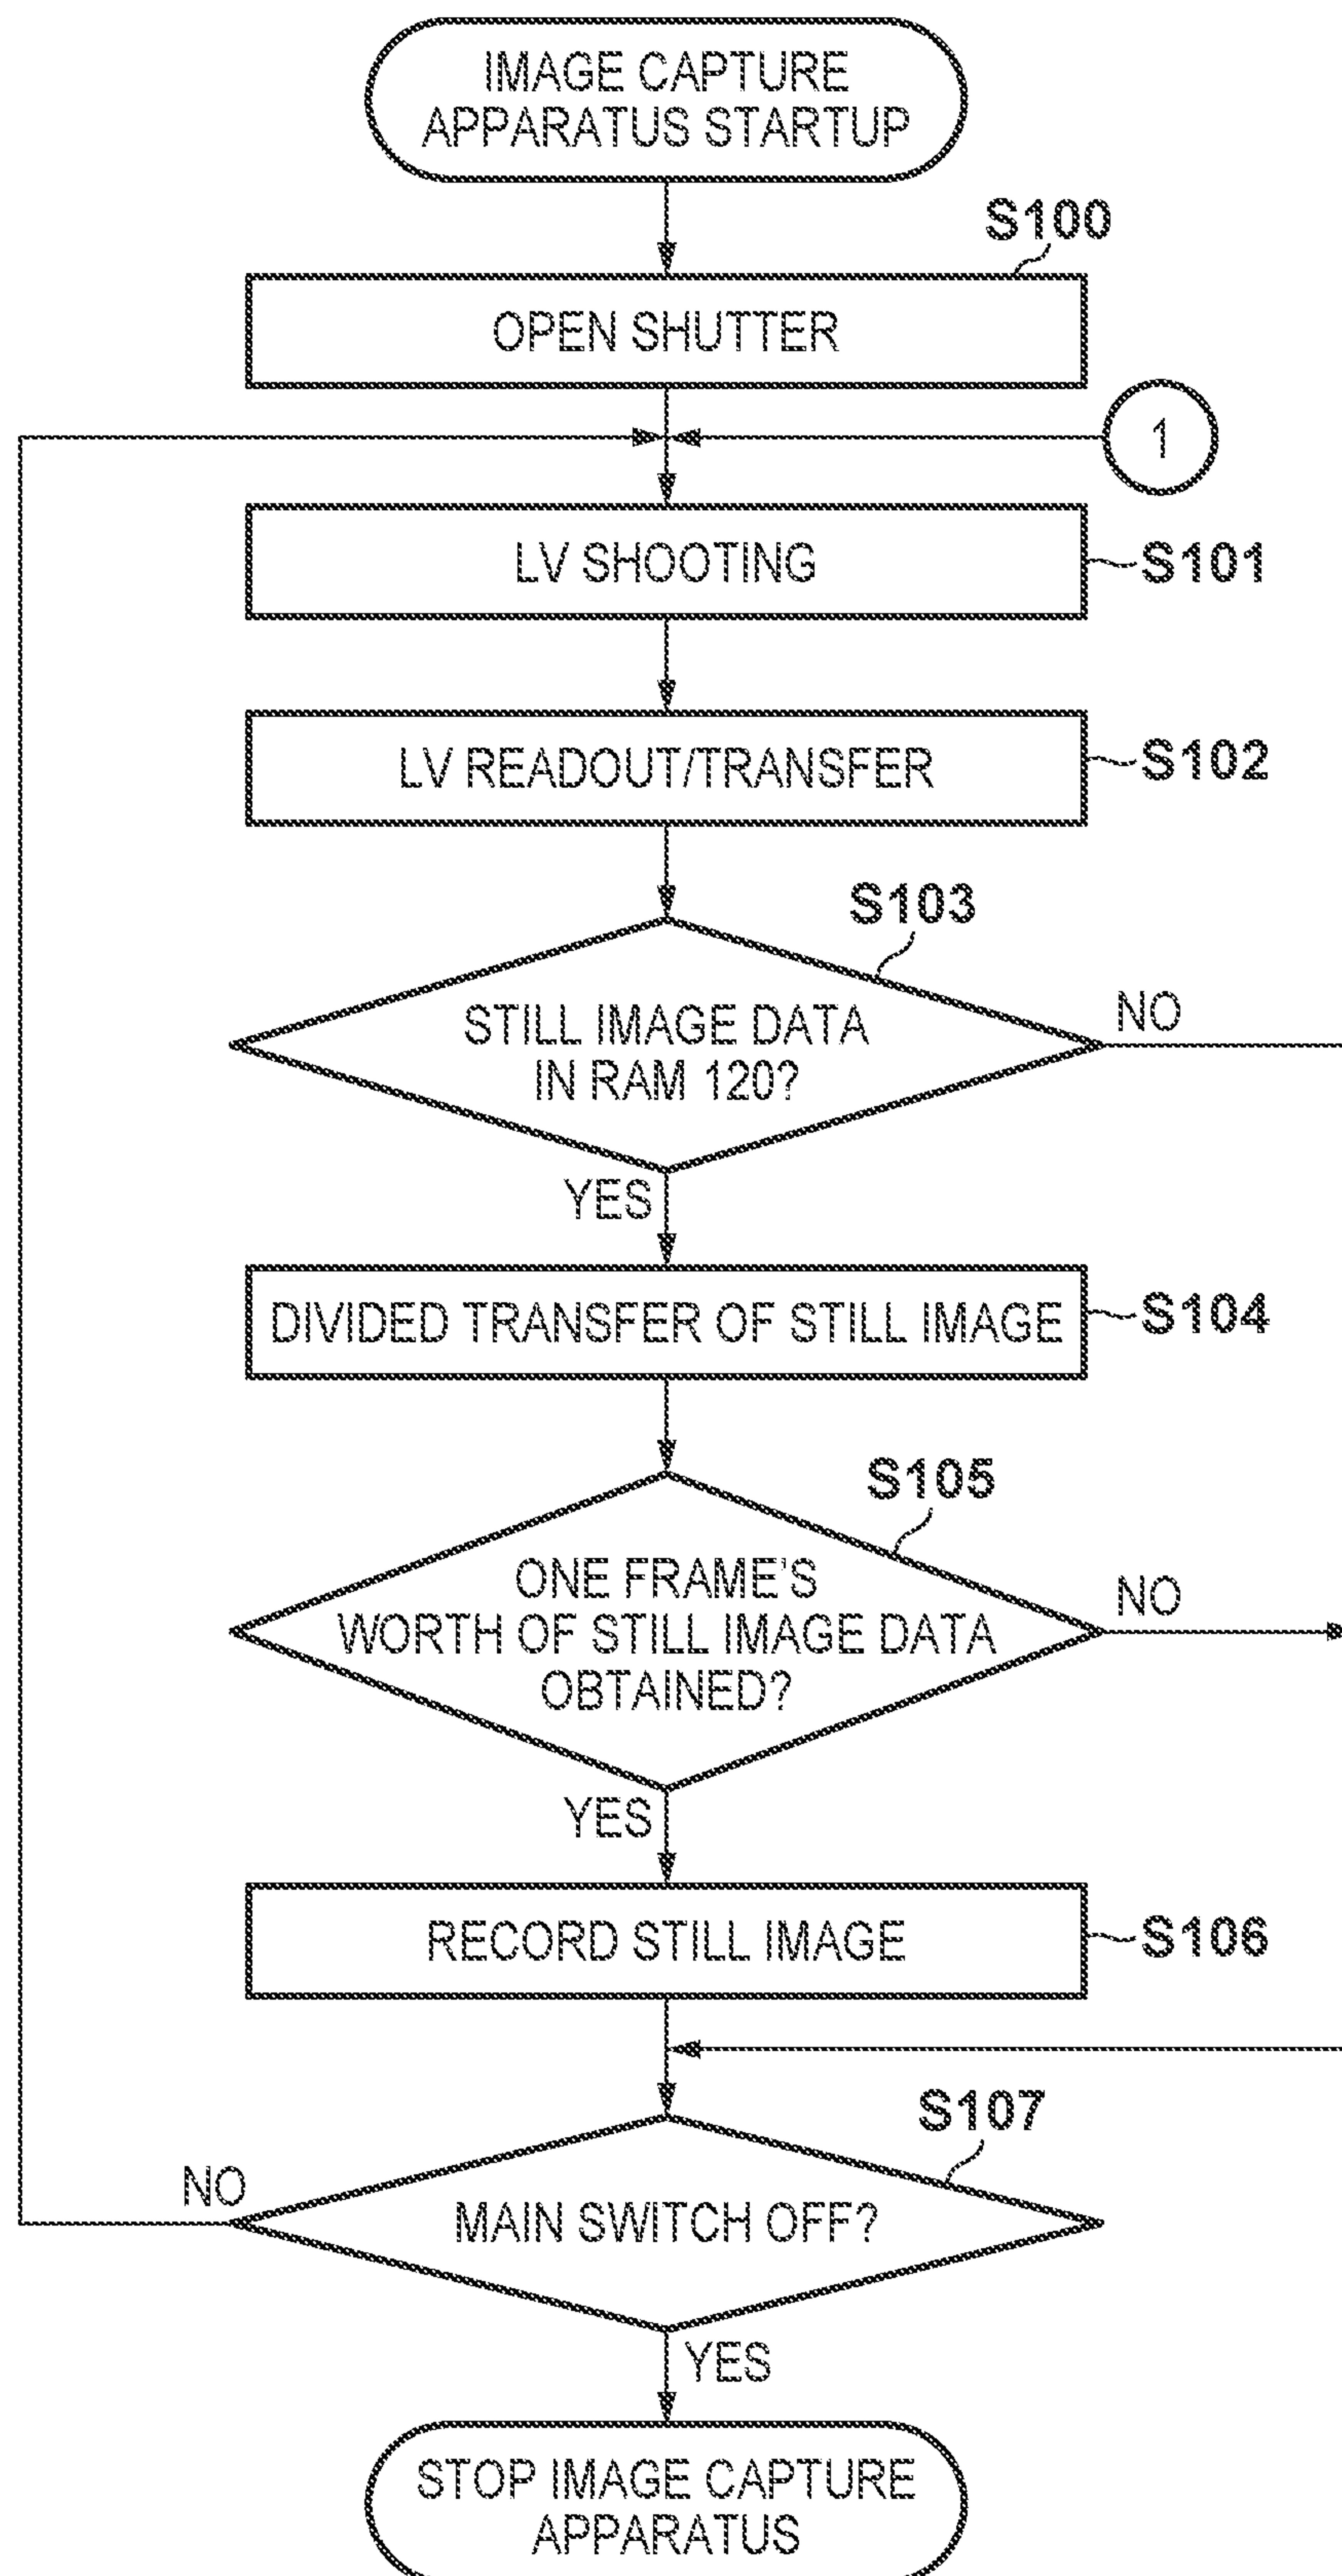 IMAGE CAPTURE
APPARATUS STARTUP
S100
OPEN SHUTTER
1
LV SHOOTING
S101
LV READOUT/TRANSFER
S102
S103
STILL IMAGE DATA
IN RAM 120?
NO
YES
DIVIDED TRANSFER OF STILL IMAGE
S104
S105
ONE FRAME'S
WORTH OF STILL IMAGE DATA
OBTAINED?
NO
YES
RECORD STILL IMAGE
S106
S107
NO
MAIN SWITCH OFF?
YES
STOP IMAGE CAPTURE
APPARATUS